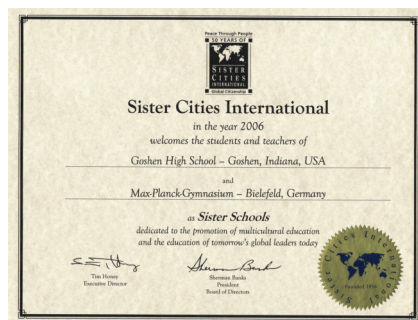 Peace Through People
50 YEARS OF
SISTER
CITIES
INTERNATIONAL
Global Citizenship
Sister Cities International
in the year 2006
welcomes the students and teachers of
Goshen High School – Goshen, Indiana, USA
and
Max-Planck-Gymnasium – Bielefeld, Germany
as Sister Schools
dedicated to the promotion of multicultural education
and the education of tomorrow's global leaders today
Tim Honey
Executive Director
Sherman Banks
President
Board of Directors
Sister Cities International
Founded 1956